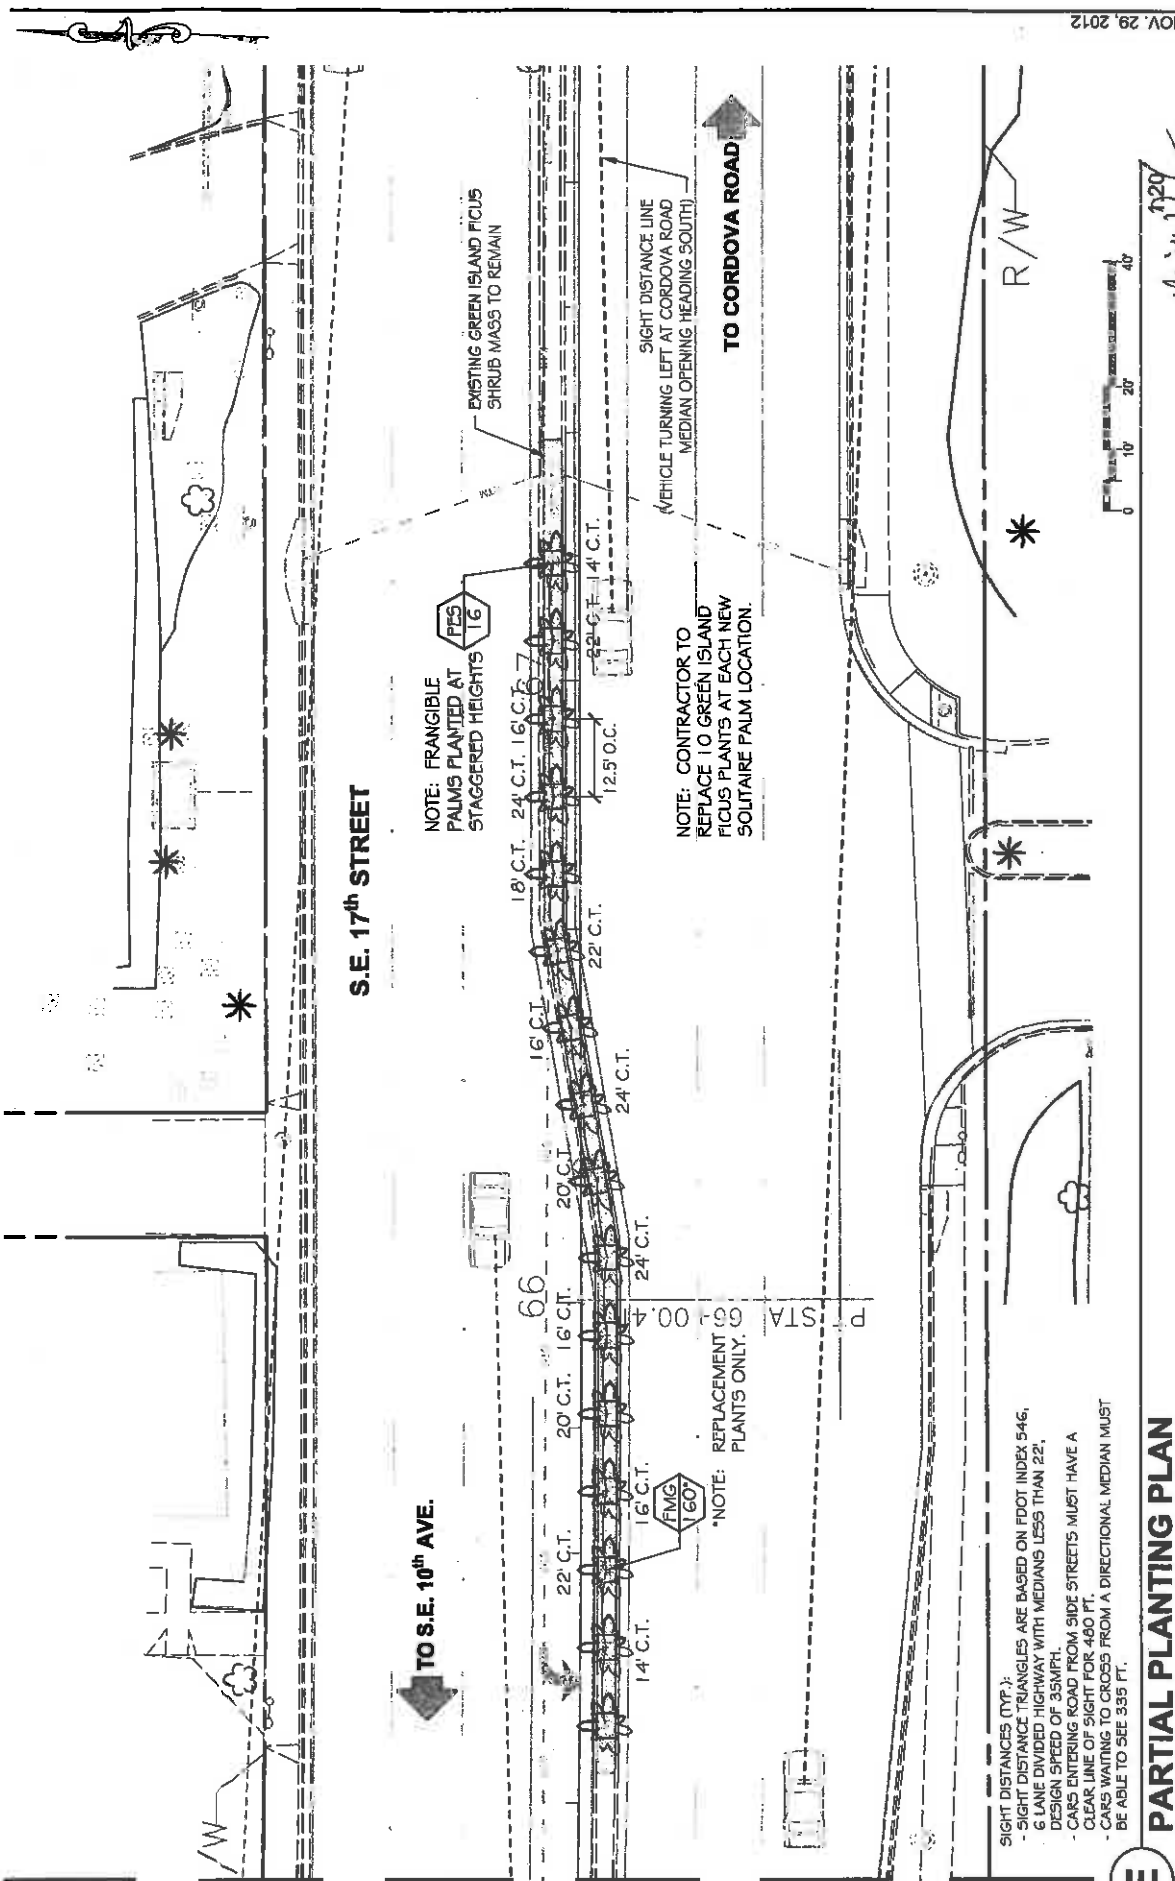 NOV. 29, 2012
S.E. 17th STREET
TO S.E. 10th AVE.
TO CORDOVA ROAD
EXISTING GREEN ISLAND FICUS
SHRUB MASS TO REMAIN
SIGHT DISTANCE LINE
(VEHICLE TURNING LEFT AT CORDOVA ROAD
MEDIAN OPENING HEADING SOUTH)
NOTE: FRANGIBLE
PALMS PLANTED AT
STAGGERED HEIGHTS
PES
16
NOTE: CONTRACTOR TO
REPLACE 10 GREEN ISLAND
FICUS PLANTS AT EACH NEW
SOLITAIRE PALM LOCATION.
14' C.T.
22' C.T.
16' C.T.
20' C.T.
16' C.T.
24' C.T.
20' C.T.
24' C.T.
16' C.T.
22' C.T.
18' C.T.
24 C.T.
16' C.T.
22' C.T.
14' C.T.
12.5' O.C.
66
67
FMG
160*
*NOTE: REPLACEMENT
PLANTS ONLY.
STA
R/W
/W
SIGHT DISTANCES (TYP.):
- SIGHT DISTANCE TRIANGLES ARE BASED ON FDOT INDEX 546,
6 LANE DIVIDED HIGHWAY WITH MEDIANS LESS THAN 22',
DESIGN SPEED OF 35MPH.
- CARS ENTERING ROAD FROM SIDE STREETS MUST HAVE A
CLEAR LINE OF SIGHT FOR 480 FT.
- CARS WAITING TO CROSS FROM A DIRECTIONAL MEDIAN MUST
BE ABLE TO SEE 335 FT.
0 10' 20' 40'
E
PARTIAL PLANTING PLAN